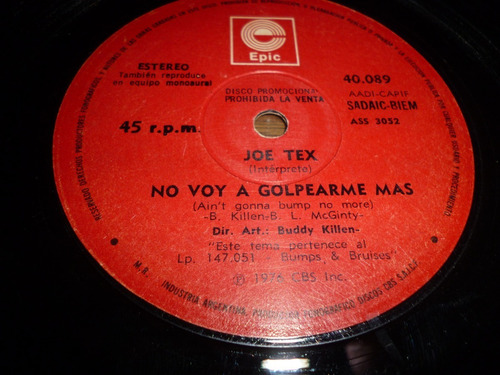 Epic
ESTEREO
También reproduce
en equipo monoaural
DISCO PROMOCIONAL
PROHIBIDA LA VENTA
40.089
AADI-CAPIF
SADAIC-BIEM
ASS 3052
45 r.p.m.
JOE TEX
(Intérprete)
NO VOY A GOLPEARME MAS
(Ain't gonna bump no more)
-B. Killen-B. L. McGinty-
Dir. Art.: Buddy Killen-
"Este tema pertenece al
Lp. 147.051 - Bumps & Bruises"
℗ 1976 CBS Inc.
M.R. INDUSTRIA ARGENTINA. DISCOS CBS S.A.I.C.F.